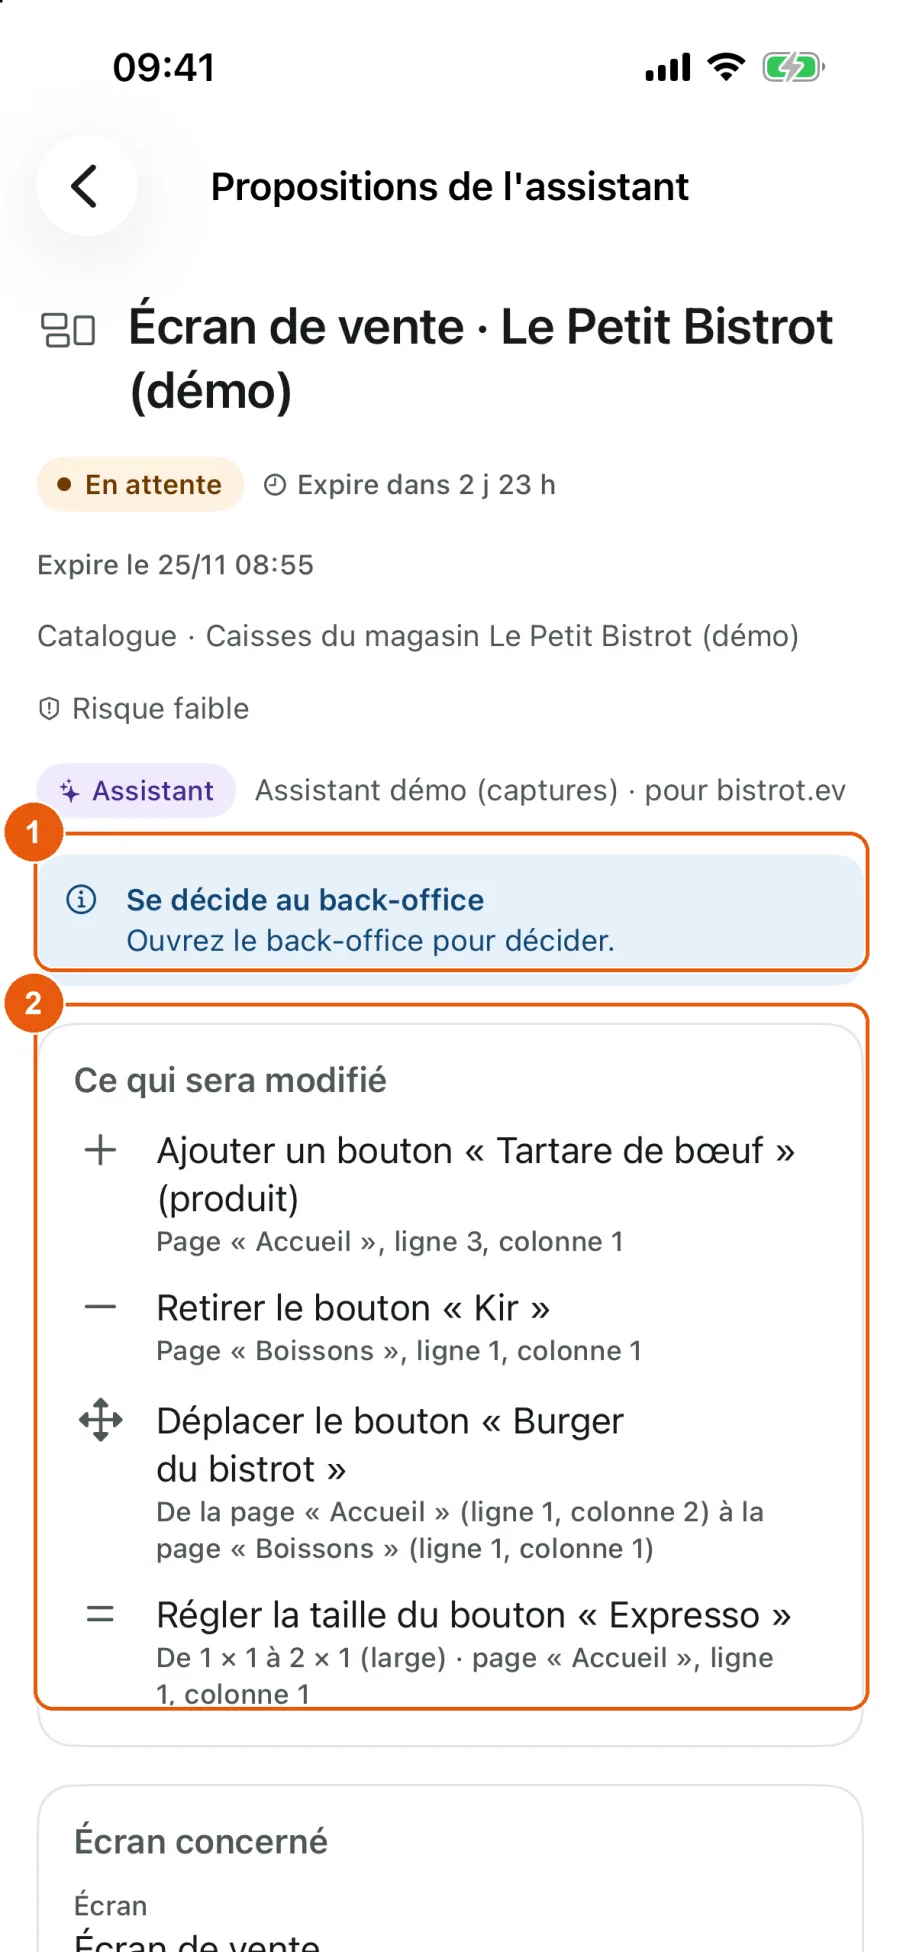 09:41
Propositions de l'assistant
Écran de vente · Le Petit Bistrot
(démo)
En attente
Expire dans 2 j 23 h
Expire le 25/11 08:55
Catalogue · Caisses du magasin Le Petit Bistrot (démo)
Risque faible
Assistant
Assistant démo (captures) · pour bistrot.ev
1
Se décide au back-office
Ouvrez le back-office pour décider.
2
Ce qui sera modifié
Ajouter un bouton « Tartare de bœuf »
(produit)
Page « Accueil », ligne 3, colonne 1
Retirer le bouton « Kir »
Page « Boissons », ligne 1, colonne 1
Déplacer le bouton « Burger
du bistrot »
De la page « Accueil » (ligne 1, colonne 2) à la
page « Boissons » (ligne 1, colonne 1)
Régler la taille du bouton « Expresso »
De 1 × 1 à 2 × 1 (large) · page « Accueil », ligne
1, colonne 1
Écran concerné
Écran
Écran de vente